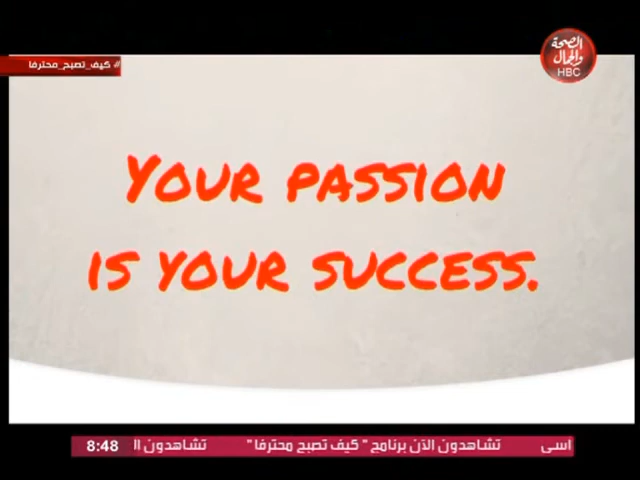 الصحة
والجمال
HBC
# كيف_تصبح_محترفا
YOUR PASSION
IS YOUR SUCCESS.
اسى تشاهدون الآن برنامج " كيف تصبح محترفا" تشاهدون الا 8:48